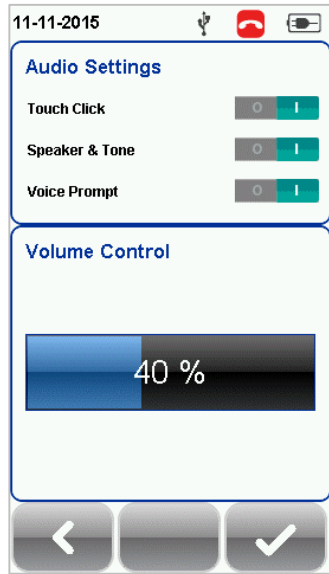 11-11-2015
Audio Settings
Touch Click O I
Speaker & Tone O I
Voice Prompt O I
Volume Control
40 %